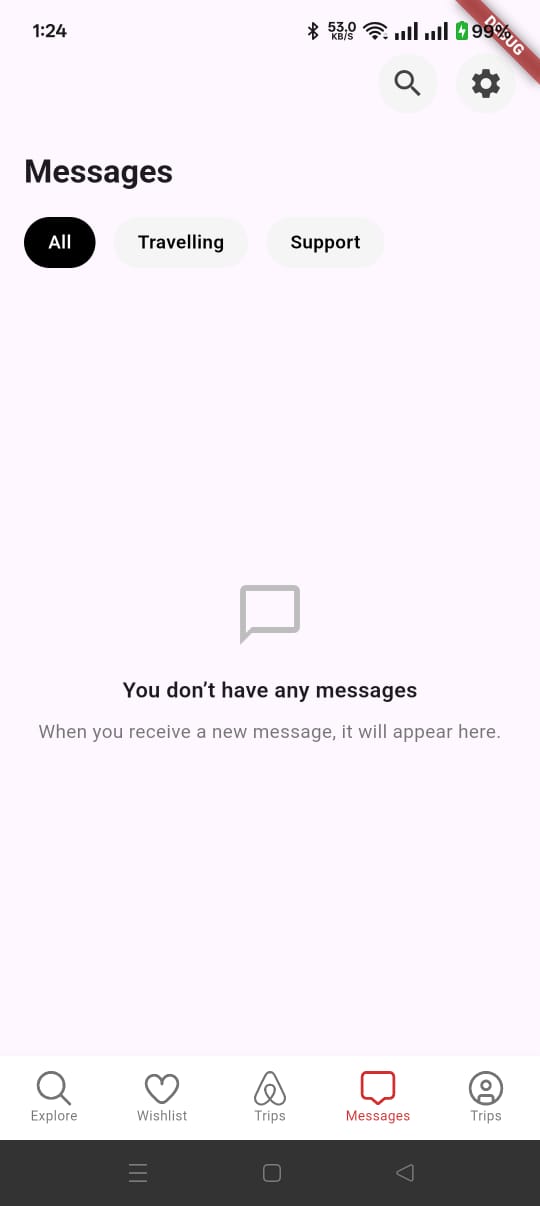 1:24
53.0
KB/S
99%
DEBUG
Messages
All
Travelling
Support
You don’t have any messages
When you receive a new message, it will appear here.
Explore
Wishlist
Trips
Messages
Trips